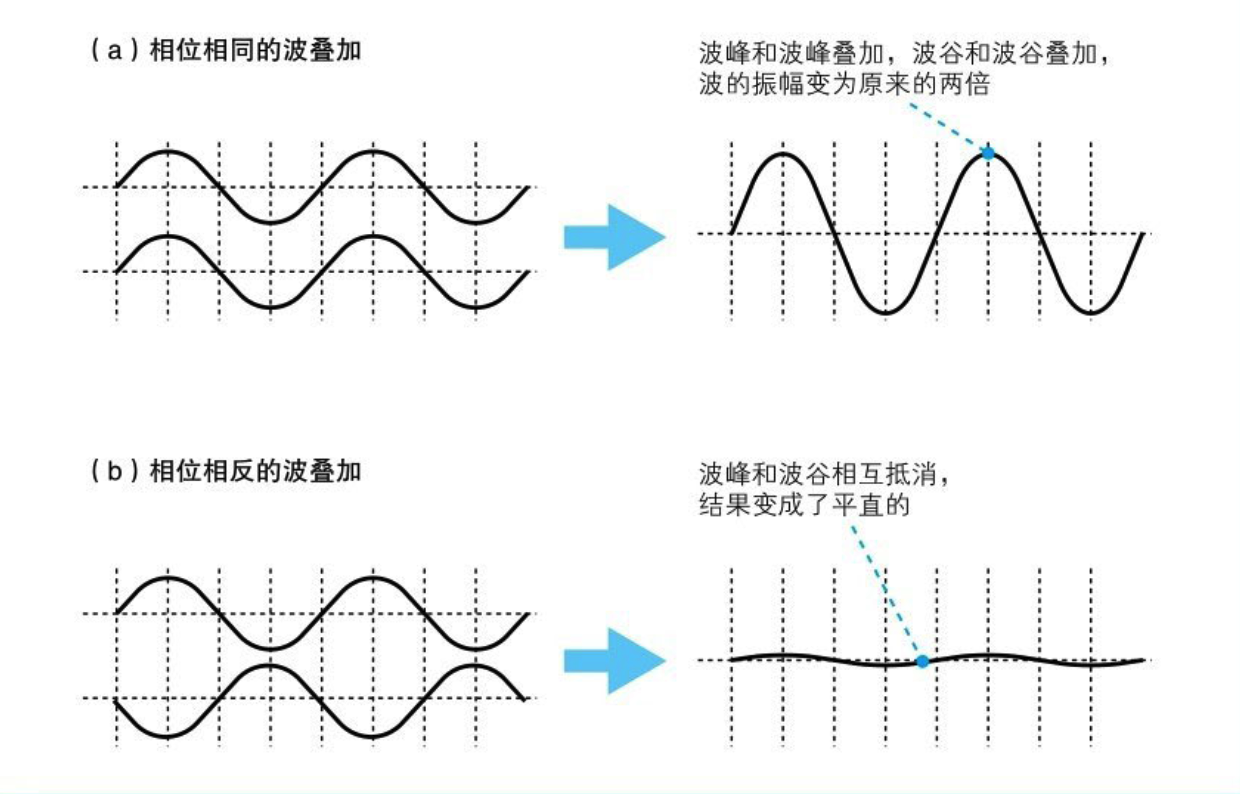 （a）相位相同的波叠加
波峰和波峰叠加，波谷和波谷叠加，
波的振幅变为原来的两倍
（b）相位相反的波叠加
波峰和波谷相互抵消，
结果变成了平直的